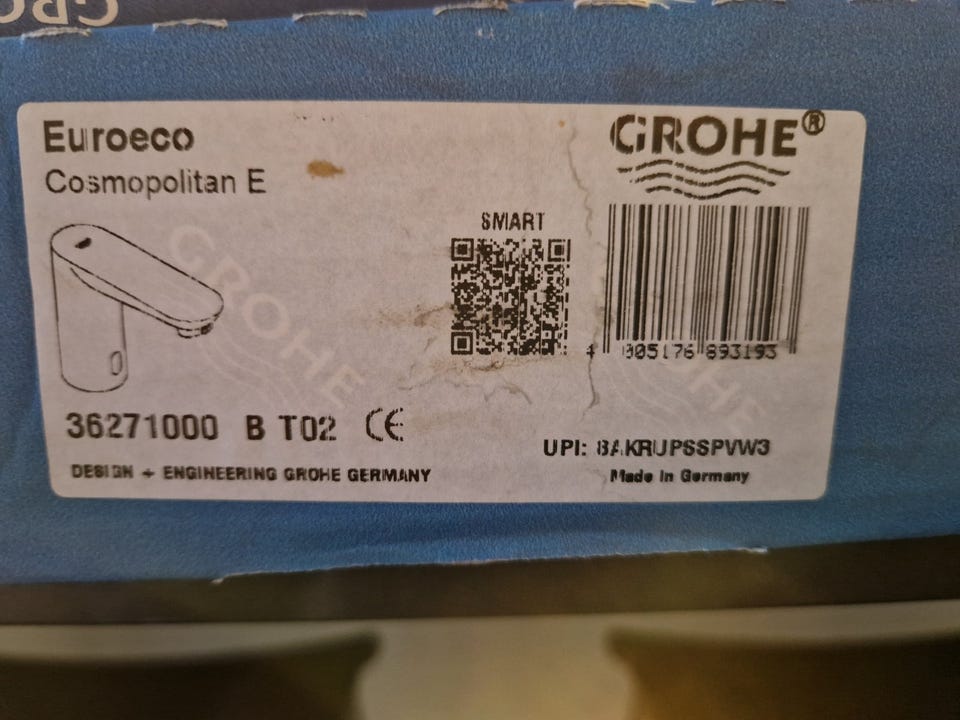 Euroeco
Cosmopolitan E
GROHE®
SMART
4 005176 893193
36271000 B T02 CE
UPI: 8AKRUPSSPVW3
DESIGN + ENGINEERING GROHE GERMANY
Made in Germany
GROHE